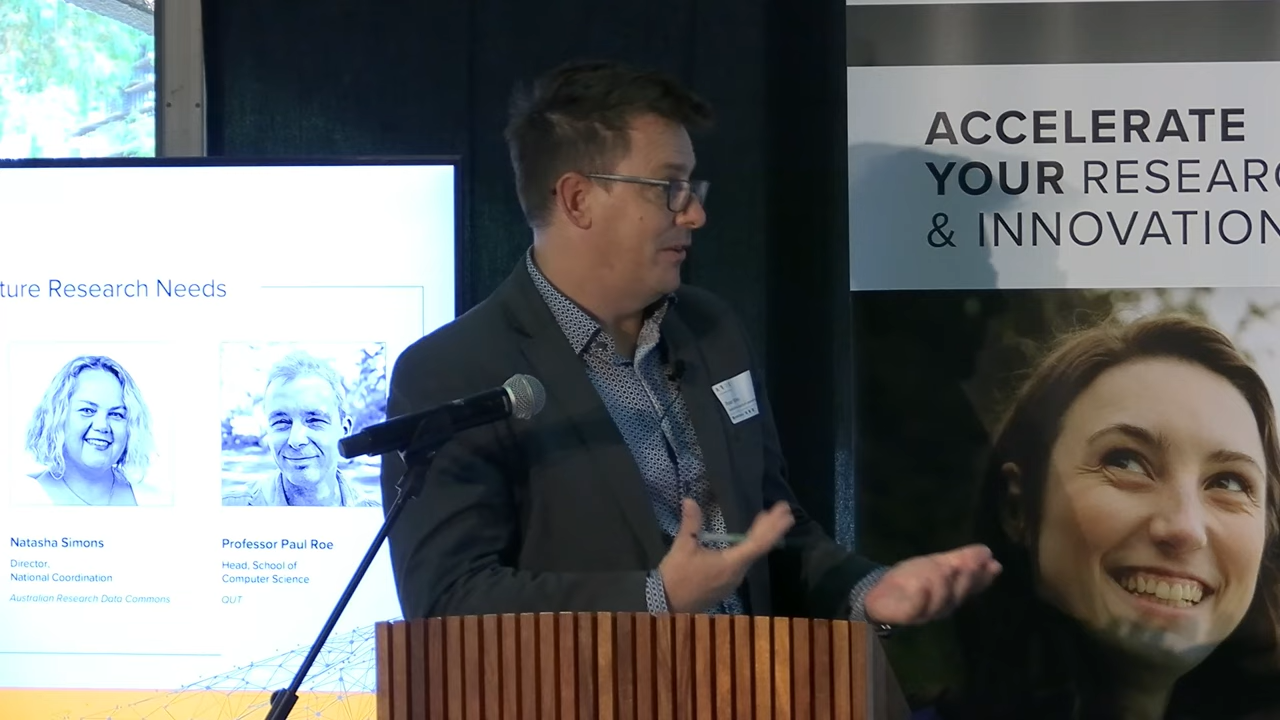 ture Research Needs
Natasha Simons
Director,
National Coordination
Australian Research Data Commons
Professor Paul Roe
Head, School of
Computer Science
QUT
ACCELERATE
YOUR RESEARC
& INNOVATION